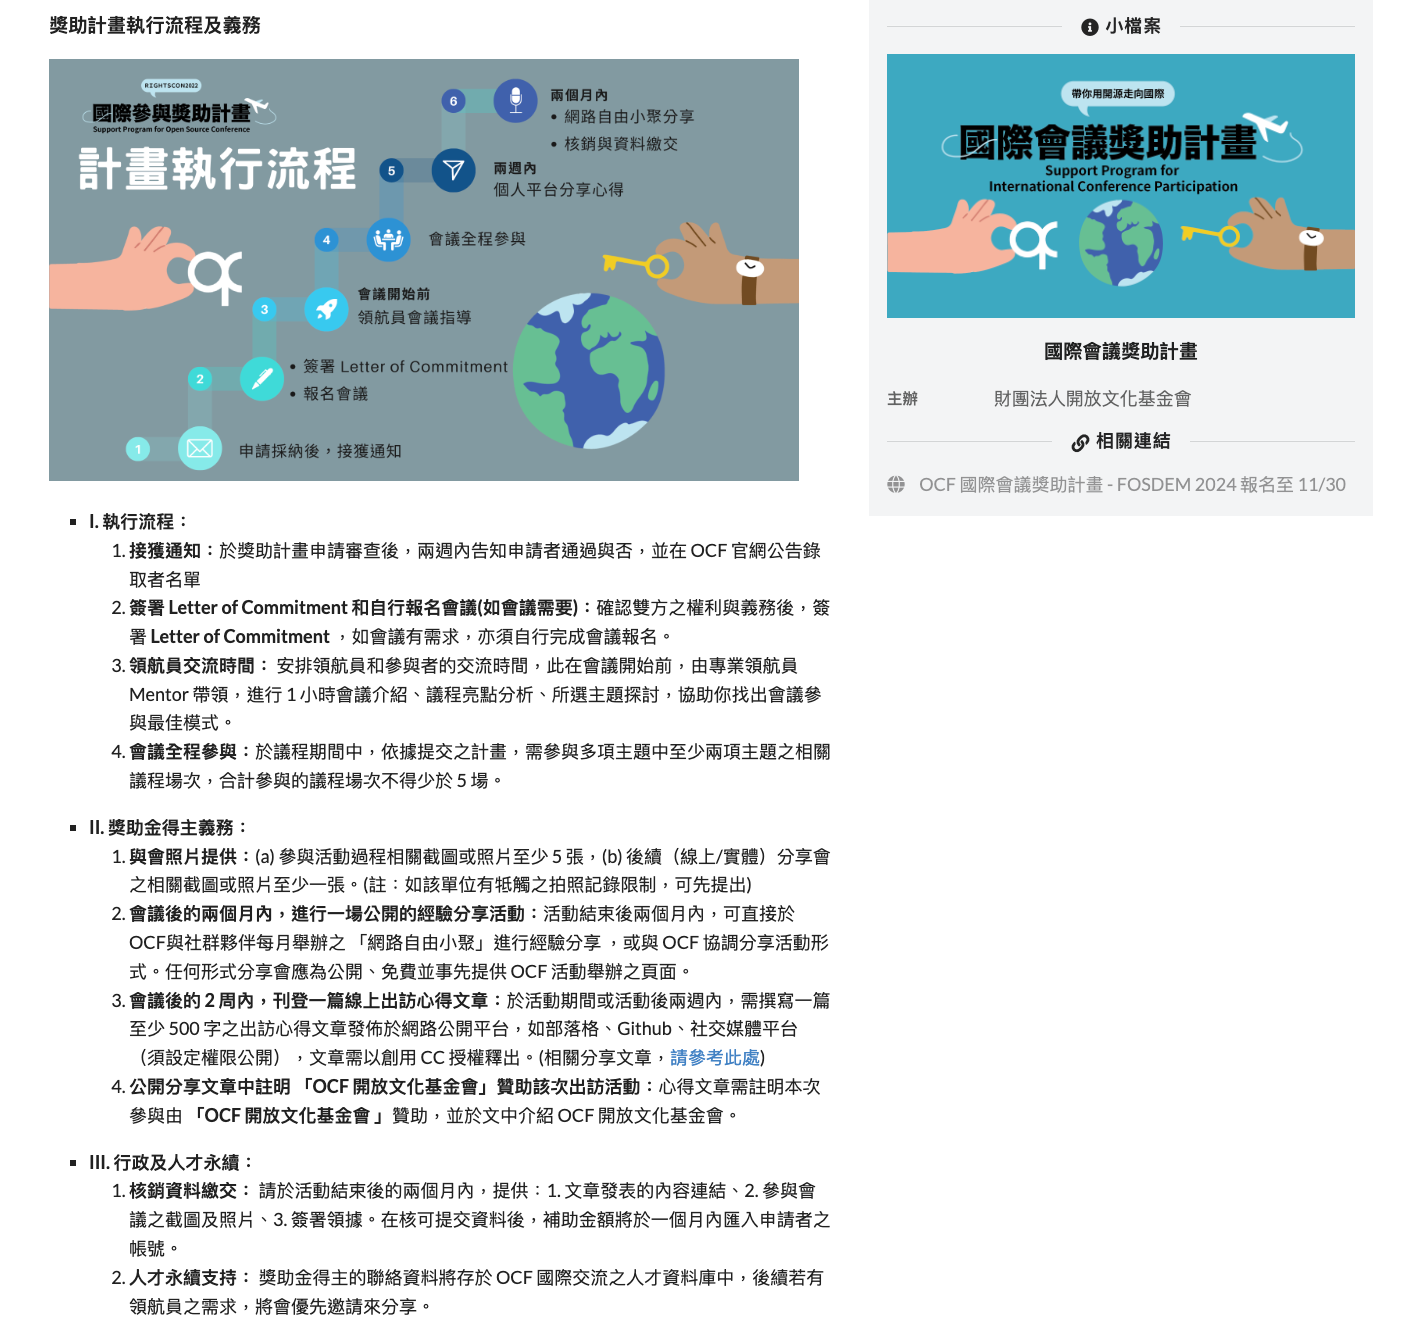 獎助計畫執行流程及義務
RIGHTSCON2022
國際參與獎助計畫
Support Program for Open Source Conference
計畫執行流程
6
兩個月內
• 網路自由小聚分享
• 核銷與資料繳交
5
兩週內
個人平台分享心得
4
會議全程參與
3
會議開始前
領航員會議指導
2
• 簽署 Letter of Commitment
• 報名會議
1
申請採納後，接獲通知
I. 執行流程：
1. 接獲通知：於獎助計畫申請審查後，兩週內告知申請者通過與否，並在 OCF 官網公告錄
取者名單
2. 簽署 Letter of Commitment 和自行報名會議(如會議需要)：確認雙方之權利與義務後，簽
署 Letter of Commitment ，如會議有需求，亦須自行完成會議報名。
3. 領航員交流時間： 安排領航員和參與者的交流時間，此在會議開始前，由專業領航員
Mentor 帶領，進行 1 小時會議介紹、議程亮點分析、所選主題探討，協助你找出會議參
與最佳模式。
4. 會議全程參與：於議程期間中，依據提交之計畫，需參與多項主題中至少兩項主題之相關
議程場次，合計參與的議程場次不得少於 5 場。
II. 獎助金得主義務：
1. 與會照片提供：(a) 參與活動過程相關截圖或照片至少 5 張，(b) 後續（線上/實體）分享會
之相關截圖或照片至少一張。(註：如該單位有牴觸之拍照記錄限制，可先提出)
2. 會議後的兩個月內，進行一場公開的經驗分享活動：活動結束後兩個月內，可直接於
OCF與社群夥伴每月舉辦之 「網路自由小聚」進行經驗分享 ，或與 OCF 協調分享活動形
式。任何形式分享會應為公開、免費並事先提供 OCF 活動舉辦之頁面。
3. 會議後的 2 周內，刊登一篇線上出訪心得文章：於活動期間或活動後兩週內，需撰寫一篇
至少 500 字之出訪心得文章發佈於網路公開平台，如部落格、Github、社交媒體平台
（須設定權限公開），文章需以創用 CC 授權釋出。(相關分享文章，請參考此處)
4. 公開分享文章中註明 「OCF 開放文化基金會」贊助該次出訪活動：心得文章需註明本次
參與由 「OCF 開放文化基金會 」贊助，並於文中介紹 OCF 開放文化基金會。
III. 行政及人才永續：
1. 核銷資料繳交： 請於活動結束後的兩個月內，提供：1. 文章發表的內容連結、2. 參與會
議之截圖及照片、3. 簽署領據。在核可提交資料後，補助金額將於一個月內匯入申請者之
帳號。
2. 人才永續支持： 獎助金得主的聯絡資料將存於 OCF 國際交流之人才資料庫中，後續若有
領航員之需求，將會優先邀請來分享。
小檔案
帶你用開源走向國際
國際會議獎助計畫
Support Program for
International Conference Participation
國際會議獎助計畫
主辦 財團法人開放文化基金會
相關連結
OCF 國際會議獎助計畫 - FOSDEM 2024 報名至 11/30